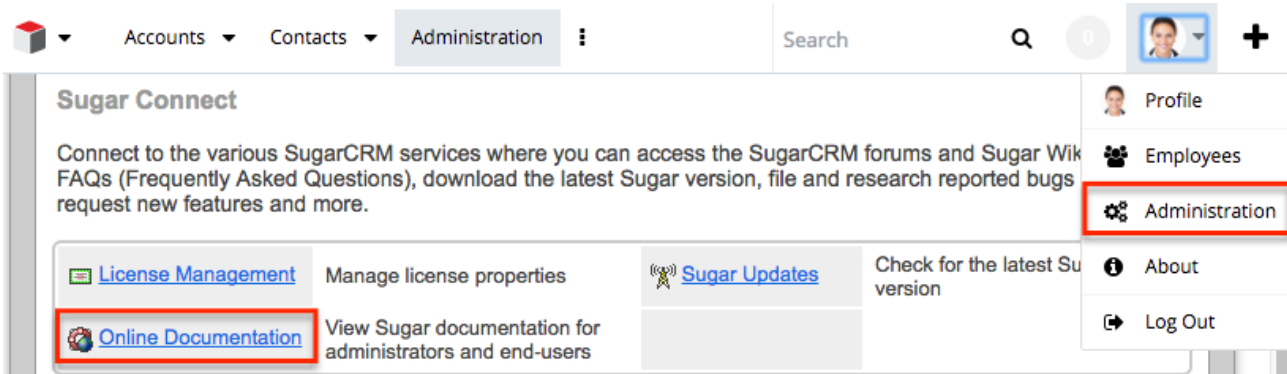 Accounts Contacts Administration Search 0
Sugar Connect
Connect to the various SugarCRM services where you can access the SugarCRM forums and Sugar Wik
FAQs (Frequently Asked Questions), download the latest Sugar version, file and research reported bugs
request new features and more.
License Management Manage license properties Sugar Updates Check for the latest Su
version
Online Documentation View Sugar documentation for
administrators and end-users
Profile
Employees
Administration
About
Log Out